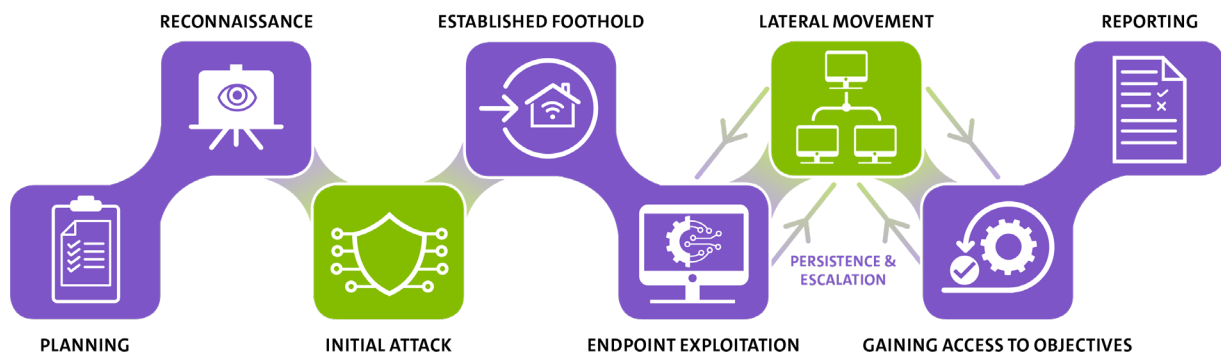 RECONNAISSANCE
ESTABLISHED FOOTHOLD
LATERAL MOVEMENT
REPORTING
PERSISTENCE &
ESCALATION
PLANNING
INITIAL ATTACK
ENDPOINT EXPLOITATION
GAINING ACCESS TO OBJECTIVES